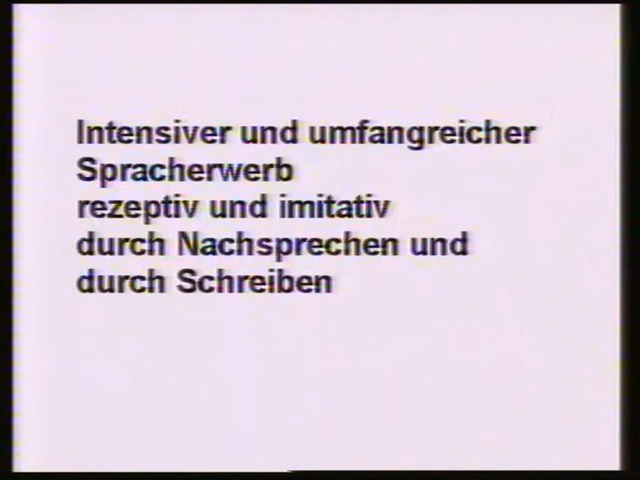 Intensiver und umfangreicher
Spracherwerb
rezeptiv und imitativ
durch Nachsprechen und
durch Schreiben